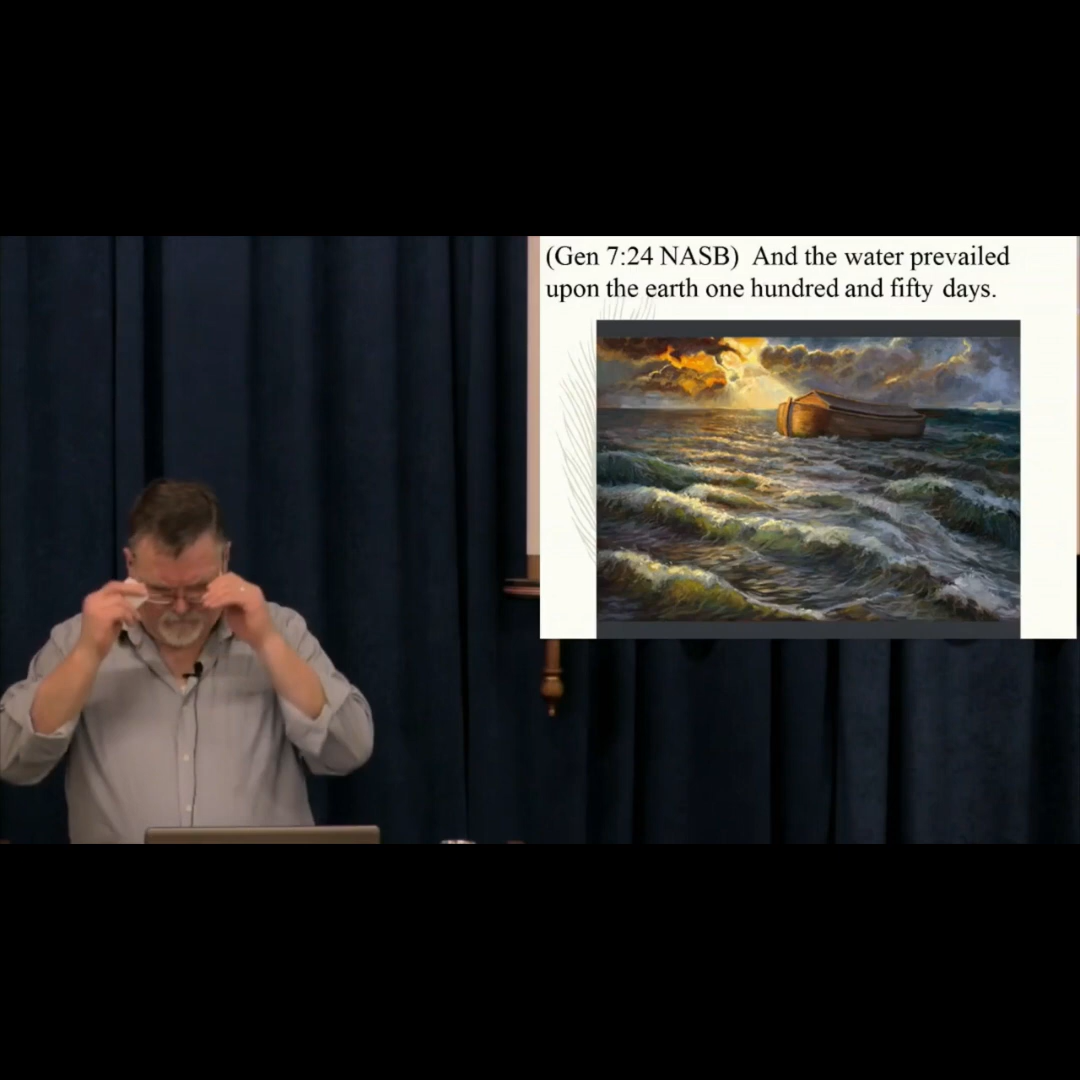 (Gen 7:24 NASB) And the water prevailed
upon the earth one hundred and fifty days.